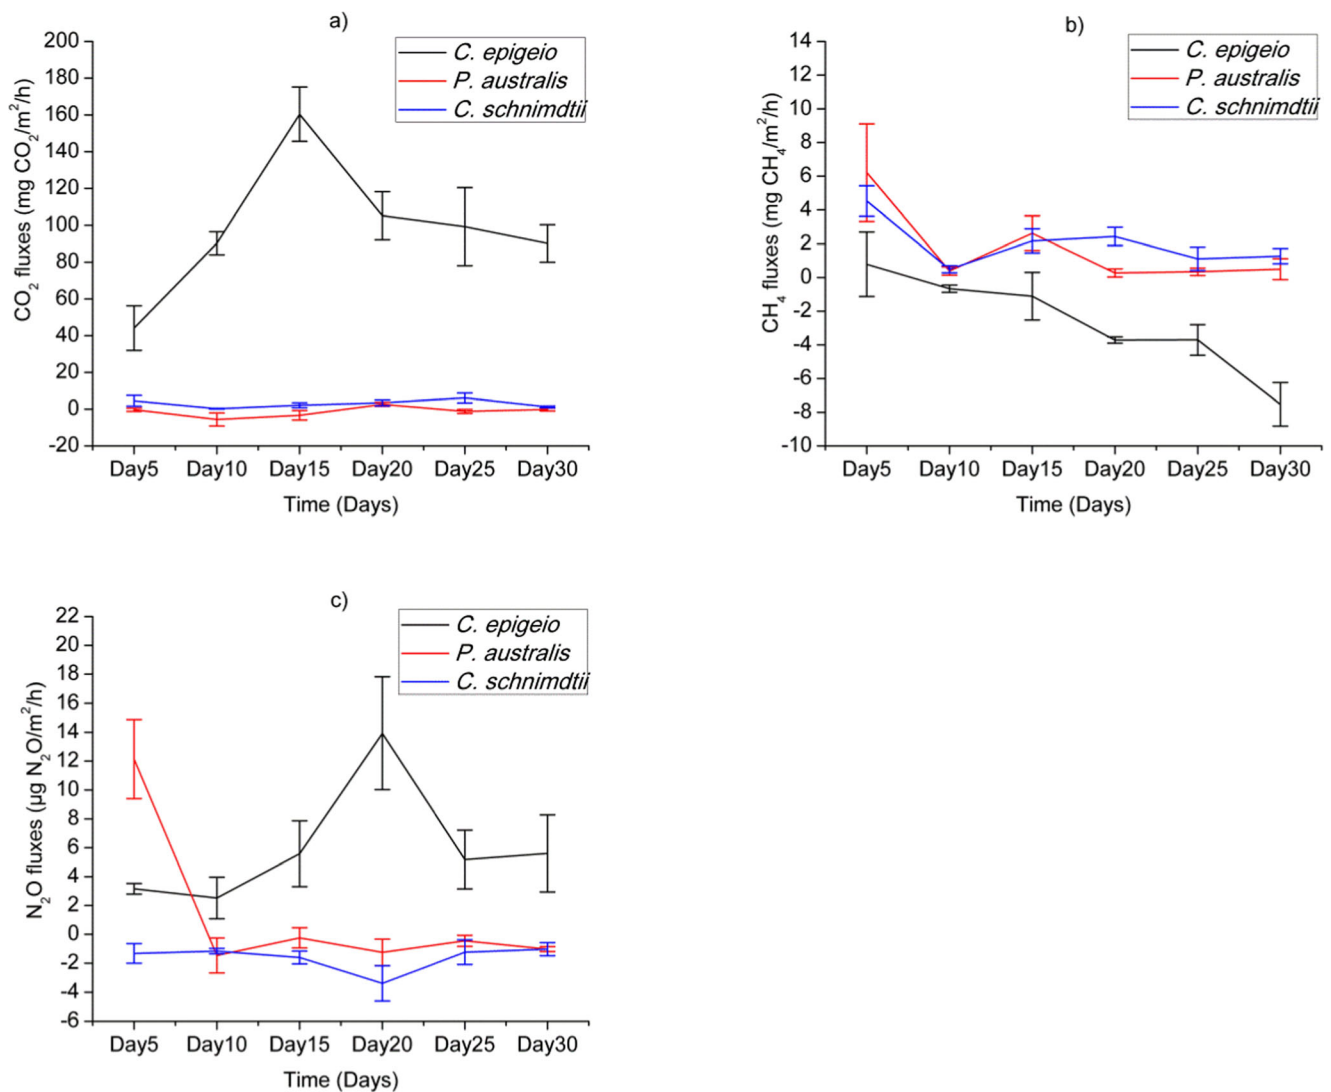 a)
C. epigeio
P. australis
C. schnimdtii
CO₂ fluxes (mg CO₂/m²/h)
200
180
160
140
120
100
80
60
40
20
0
-20
Day5 Day10 Day15 Day20 Day25 Day30
Time (Days)
b)
C. epigeio
P. australis
C. schnimdtii
CH₄ fluxes (mg CH₄/m²/h)
14
12
10
8
6
4
2
0
-2
-4
-6
-8
-10
Day5 Day10 Day15 Day20 Day25 Day30
Time (Days)
c)
C. epigeio
P. australis
C. schnimdtii
N₂O fluxes (µg N₂O/m²/h)
22
20
18
16
14
12
10
8
6
4
2
0
-2
-4
-6
Day5 Day10 Day15 Day20 Day25 Day30
Time (Days)